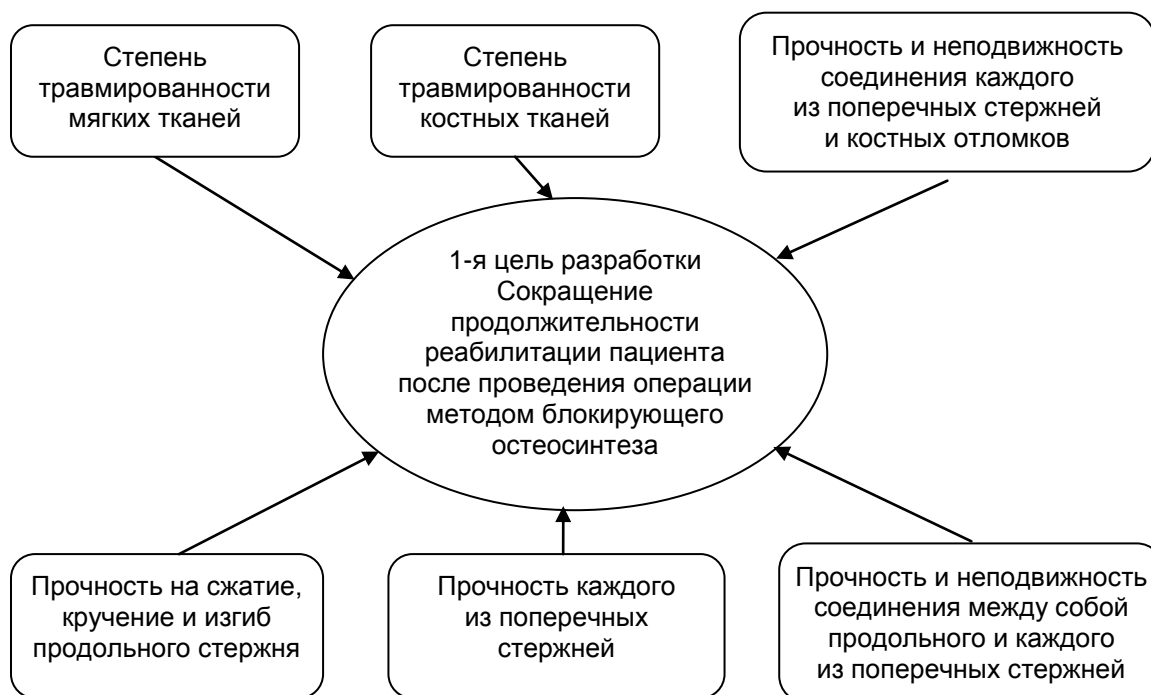 Степень
травмированности
мягких тканей
Степень
травмированности
костных тканей
Прочность и неподвижность
соединения каждого
из поперечных стержней
и костных отломков
1-я цель разработки
Сокращение
продолжительности
реабилитации пациента
после проведения операции
методом блокирующего
остеосинтеза
Прочность на сжатие,
кручение и изгиб
продольного стержня
Прочность каждого
из поперечных
стержней
Прочность и неподвижность
соединения между собой
продольного и каждого
из поперечных стержней